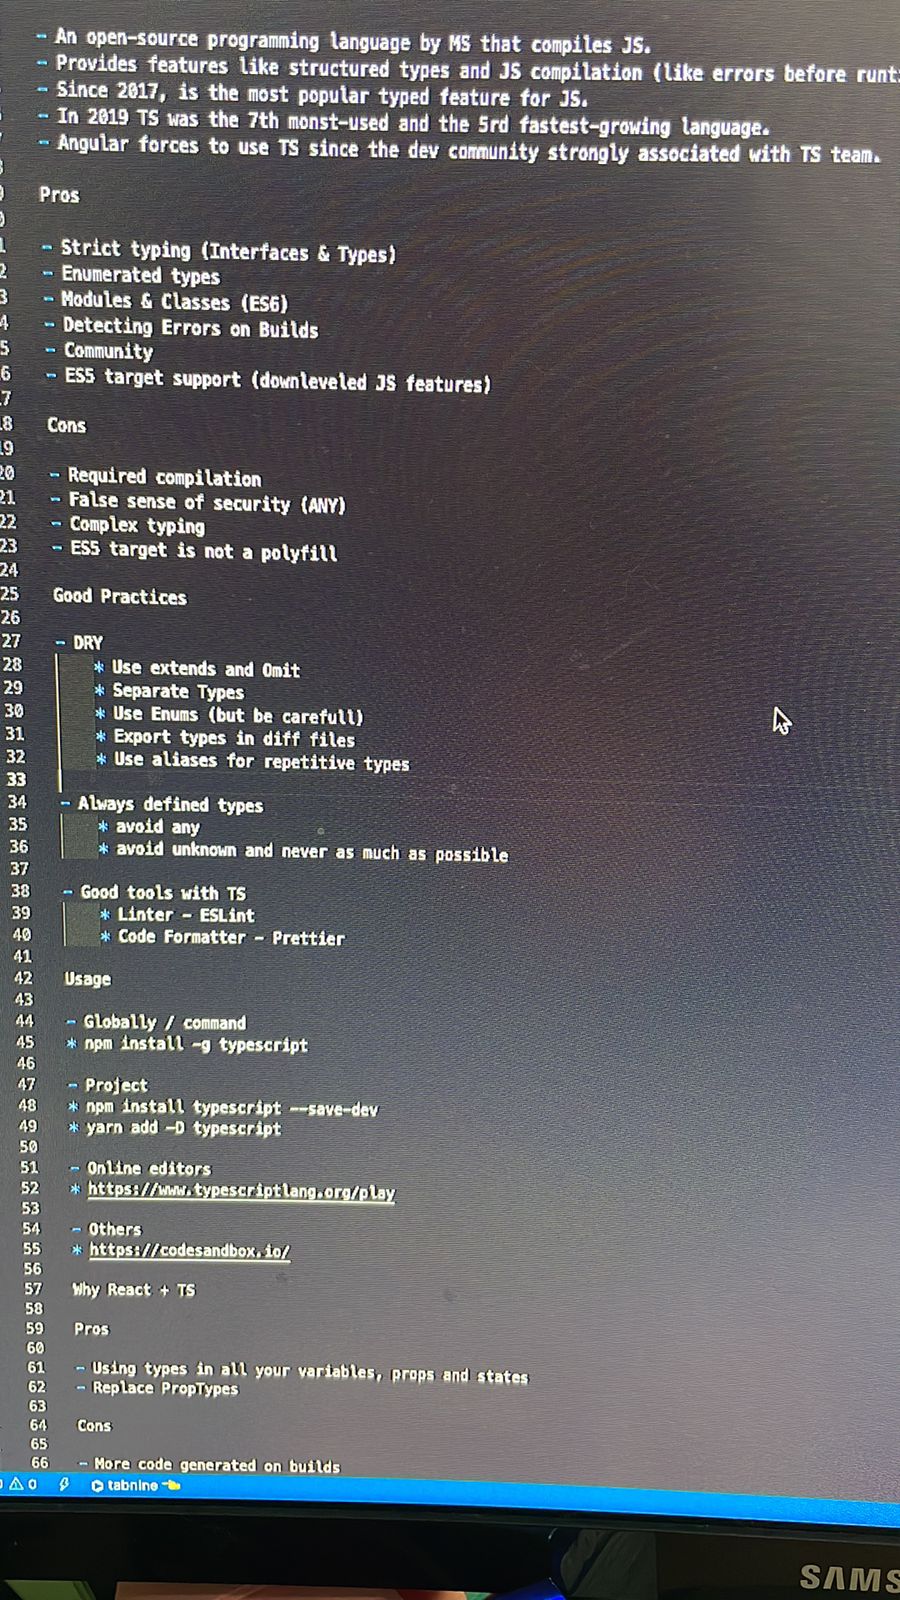 - An open-source programming language by MS that compiles JS.
- Provides features like structured types and JS compilation (like errors before runt
- Since 2017, is the most popular typed feature for JS.
- In 2019 TS was the 7th monst-used and the 5rd fastest-growing language.
- Angular forces to use TS since the dev community strongly associated with TS team.
Pros
- Strict typing (Interfaces & Types)
- Enumerated types
- Modules & Classes (ES6)
- Detecting Errors on Builds
- Community
- ES5 target support (downleveled JS features)
Cons
20 - Required compilation
21 - False sense of security (ANY)
22 - Complex typing
23 - ES5 target is not a polyfill
24
25 Good Practices
26
27 - DRY
28 * Use extends and Omit
29 * Separate Types
30 * Use Enums (but be carefull)
31 * Export types in diff files
32 * Use aliases for repetitive types
33
34 - Always defined types
35 * avoid any
36 * avoid unknown and never as much as possible
37
38 - Good tools with TS
39 * Linter - ESLint
40 * Code Formatter - Prettier
41
42 Usage
43
44 - Globally / command
45 * npm install -g typescript
46
47 - Project
48 * npm install typescript --save-dev
49 * yarn add -D typescript
50
51 - Online editors
52 * https://www.typescriptlang.org/play
53
54 - Others
55 * https://codesandbox.io/
56
57 Why React + TS
58
59 Pros
60
61 - Using types in all your variables, props and states
62 - Replace PropTypes
63
64 Cons
65
66 - More code generated on builds
0 tabnine
SAMS